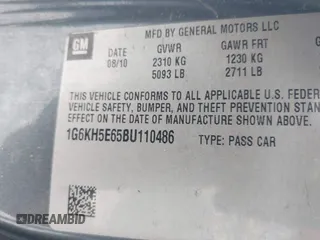 MFD BY GENERAL MOTORS LLC
GM
DATE GVWR GAWR FRT
08/10 2310 KG 1230 KG
5093 LB 2711 LB
THIS VEHICLE CONFORMS TO ALL APPLICABLE U.S. FEDERAL
VEHICLE SAFETY, BUMPER, AND THEFT PREVENTION STAN
IN EFFECT ON THE DATE OF MANUFACTURE SHOWN ABOVE.
1G6KH5E65BU110486 TYPE: PASS CAR
DREAMBID